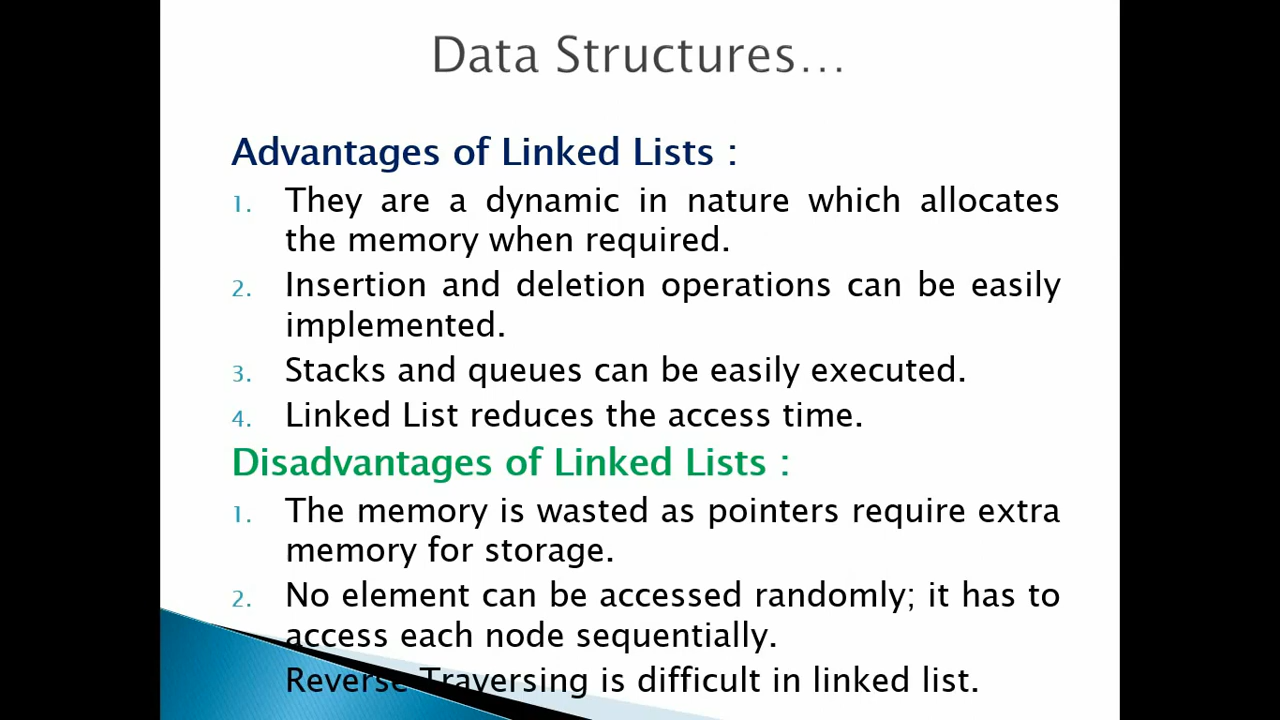 Data Structures...
Advantages of Linked Lists :
1. They are a dynamic in nature which allocates
the memory when required.
2. Insertion and deletion operations can be easily
implemented.
3. Stacks and queues can be easily executed.
4. Linked List reduces the access time.
Disadvantages of Linked Lists :
1. The memory is wasted as pointers require extra
memory for storage.
2. No element can be accessed randomly; it has to
access each node sequentially.
Reverse Traversing is difficult in linked list.